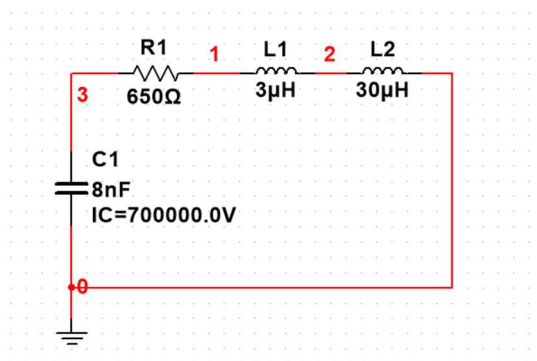 R1
1
L1
2
L2
3
650Ω
3µH
30µH
C1
8nF
IC=700000.0V
0